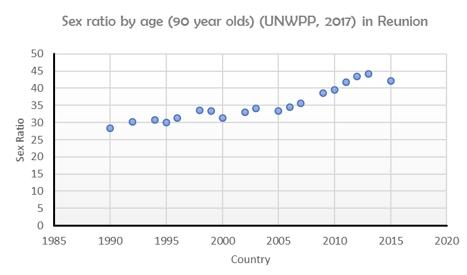 Sex ratio by age (90 year olds) (UNWPP, 2017) in Reunion
50
45
40
35
30
25
20
15
10
5
0
Sex Ratio
1985 1990 1995 2000 2005 2010 2015 2020
Country